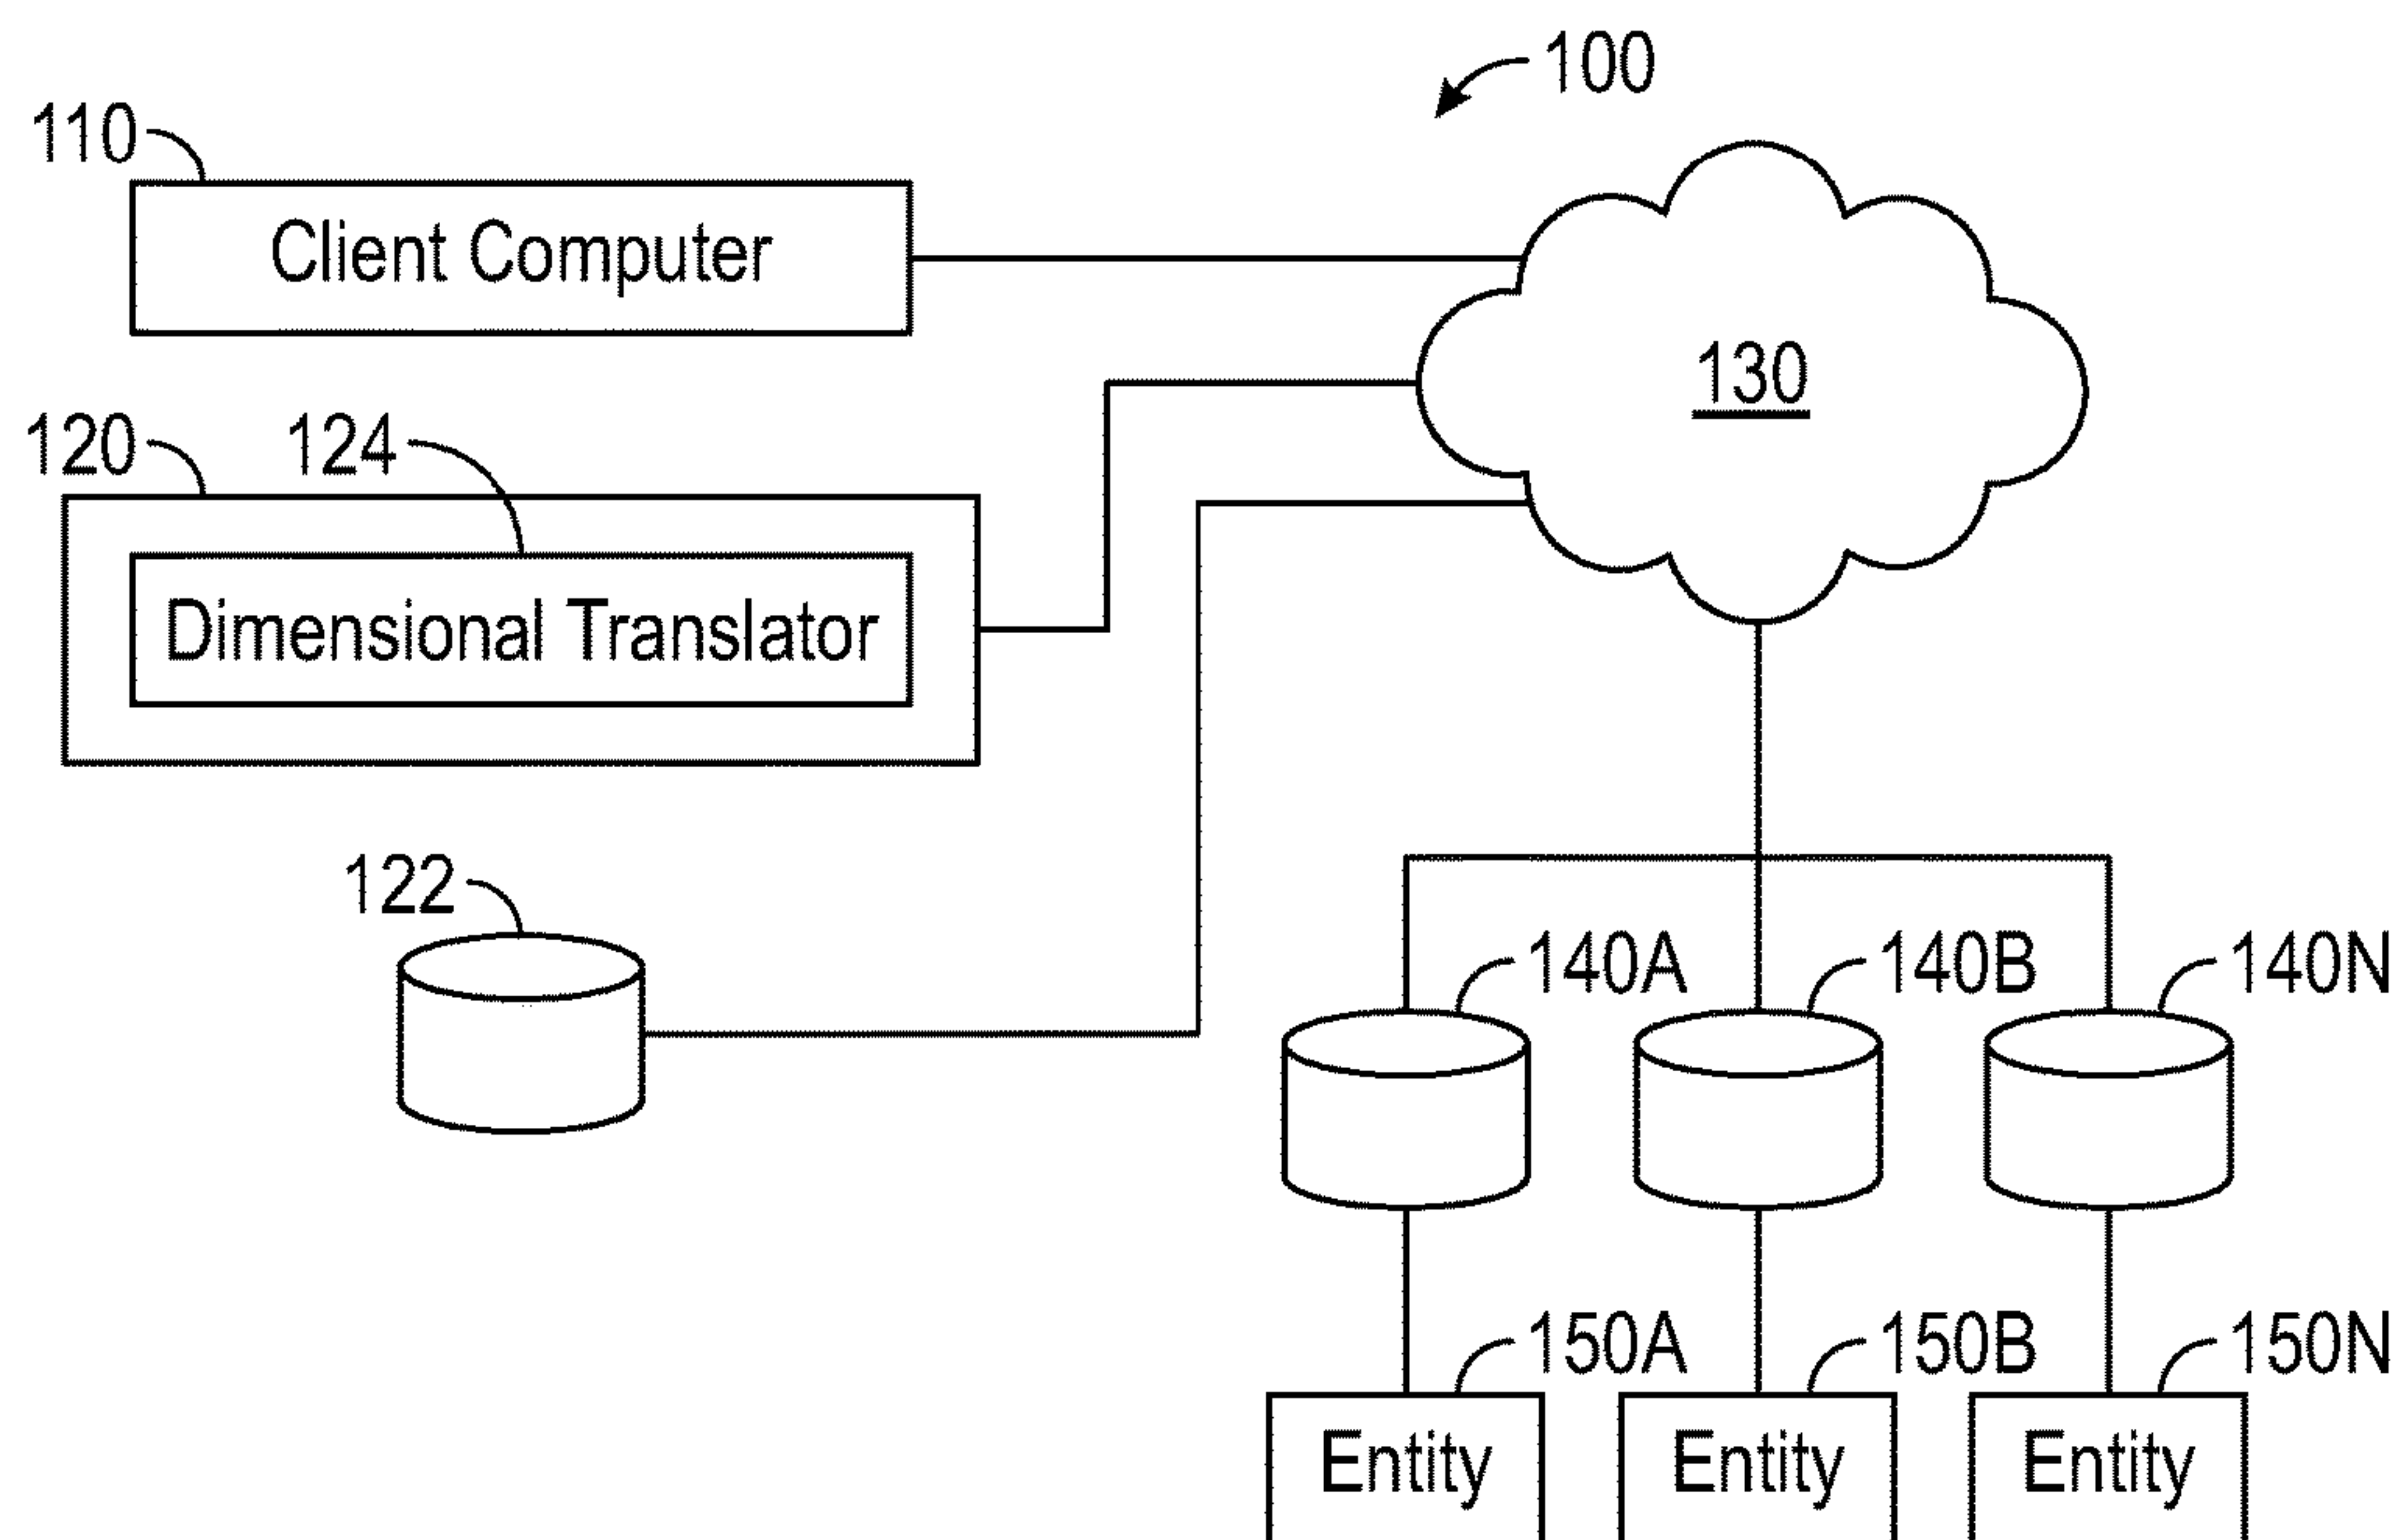 100
110
Client Computer
130
120
124
Dimensional Translator
122
140A
140B
140N
150A
150B
150N
Entity
Entity
Entity